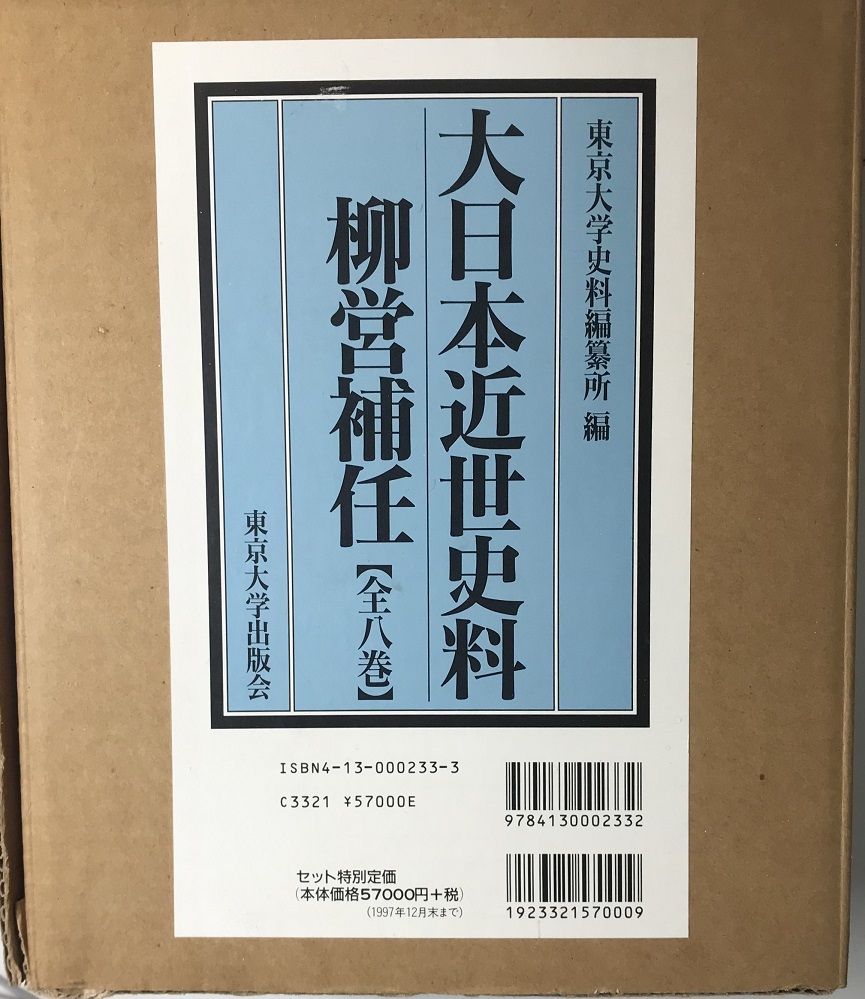 東京大学史料編纂所 編
大日本近世史料
柳営補任【全八巻】
東京大学出版会
ISBN4-13-000233-3
C3321 ¥57000E
9784130002332
セット特別定価
(本体価格57000円+税)
(1997年12月末まで)
1923321570009